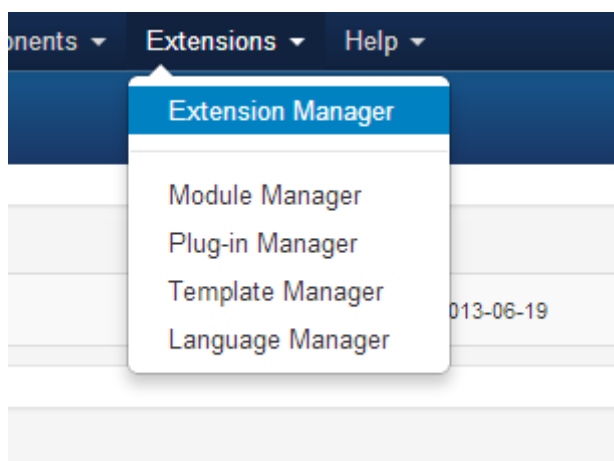 onents Extensions Help
Extension Manager
Module Manager
Plug-in Manager
Template Manager
Language Manager
013-06-19